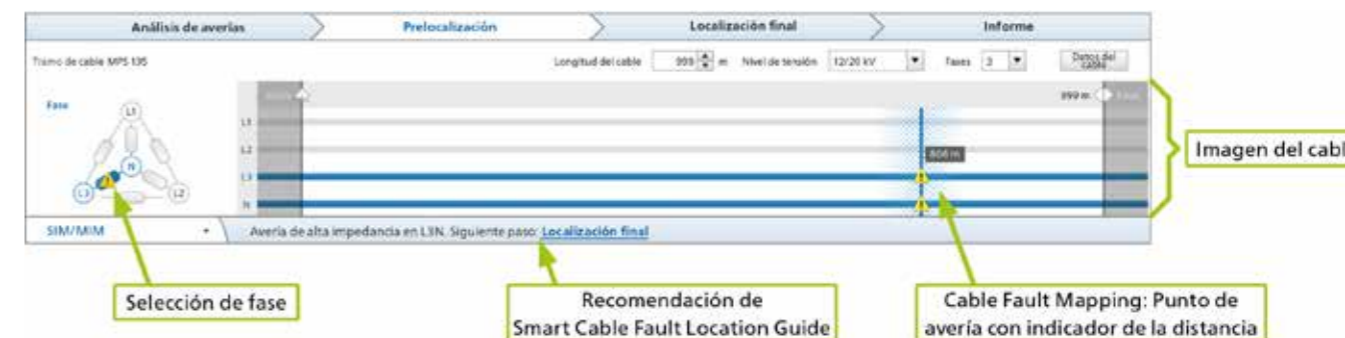 Análisis de averías
Prelocalización
Localización final
Informe
Tramo de cable MPS 135
Longitud del cable 999 m Nivel de tensión 12/20 kV Fases 3 Datos del
cable
Fase
L1
N
L3
L2
999 m
L1
L2
L3
N
SIM/MIM
Avería de alta impedancia en L3N. Siguiente paso: Localización final
Imagen del cabl
Selección de fase
Recomendación de
Smart Cable Fault Location Guide
Cable Fault Mapping: Punto de
avería con indicador de la distancia